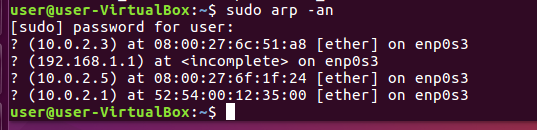 user@user-VirtualBox:~$ sudo arp -an
[sudo] password for user:
? (10.0.2.3) at 08:00:27:6c:51:a8 [ether] on enp0s3
? (192.168.1.1) at <incomplete> on enp0s3
? (10.0.2.5) at 08:00:27:6f:1f:24 [ether] on enp0s3
? (10.0.2.1) at 52:54:00:12:35:00 [ether] on enp0s3
user@user-VirtualBox:~$